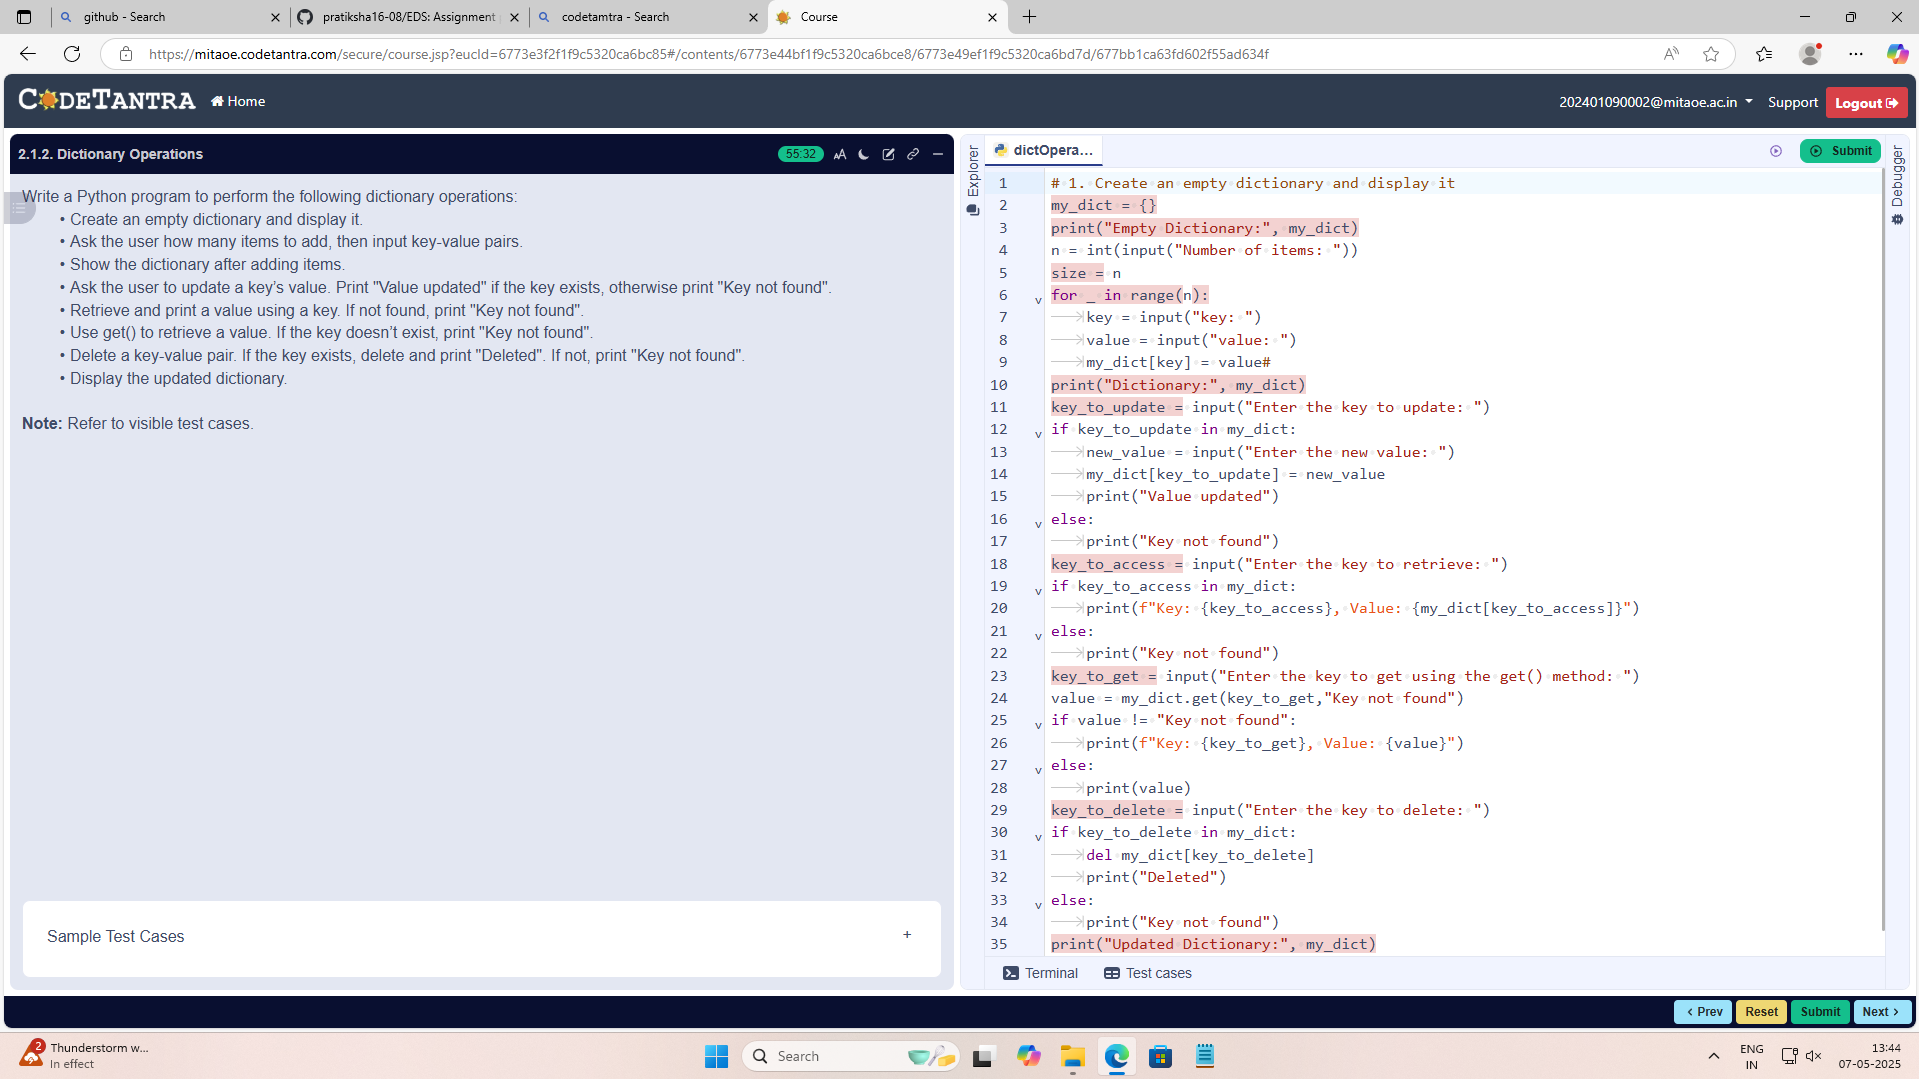 github - Search
pratiksha16-08/EDS: Assignment
codetamtra - Search
Course
https://mitaoe.codetantra.com/secure/course.jsp?eucId=6773e3f2f1f9c5320ca6bc85#/contents/6773e44bf1f9c5320ca6bce8/6773e49ef1f9c5320ca6bd7d/677bb1ca63fd602f55ad634f
CODETANTRA
Home
202401090002@mitaoe.ac.in
Support
Logout
2.1.2. Dictionary Operations
55:32
Write a Python program to perform the following dictionary operations:
• Create an empty dictionary and display it.
• Ask the user how many items to add, then input key-value pairs.
• Show the dictionary after adding items.
• Ask the user to update a key’s value. Print "Value updated" if the key exists, otherwise print "Key not found".
• Retrieve and print a value using a key. If not found, print "Key not found".
• Use get() to retrieve a value. If the key doesn’t exist, print "Key not found".
• Delete a key-value pair. If the key exists, delete and print "Deleted". If not, print "Key not found".
• Display the updated dictionary.
Note: Refer to visible test cases.
Sample Test Cases
+
Explorer
dictOpera...
Submit
Debugger
1 # 1. Create an empty dictionary and display it
2 my_dict = {}
3 print("Empty Dictionary:", my_dict)
4 n = int(input("Number of items: "))
5 size = n
6 for _ in range(n):
7 key = input("key: ")
8 value = input("value: ")
9 my_dict[key] = value#
10 print("Dictionary:", my_dict)
11 key_to_update = input("Enter the key to update: ")
12 if key_to_update in my_dict:
13 new_value = input("Enter the new value: ")
14 my_dict[key_to_update] = new_value
15 print("Value updated")
16 else:
17 print("Key not found")
18 key_to_access = input("Enter the key to retrieve: ")
19 if key_to_access in my_dict:
20 print(f"Key: {key_to_access}, Value: {my_dict[key_to_access]}")
21 else:
22 print("Key not found")
23 key_to_get = input("Enter the key to get using the get() method: ")
24 value = my_dict.get(key_to_get,"Key not found")
25 if value != "Key not found":
26 print(f"Key: {key_to_get}, Value: {value}")
27 else:
28 print(value)
29 key_to_delete = input("Enter the key to delete: ")
30 if key_to_delete in my_dict:
31 del my_dict[key_to_delete]
32 print("Deleted")
33 else:
34 print("Key not found")
35 print("Updated Dictionary:", my_dict)
Terminal
Test cases
< Prev
Reset
Submit
Next >
2
Thunderstorm w...
In effect
Search
ENG
IN
13:44
07-05-2025